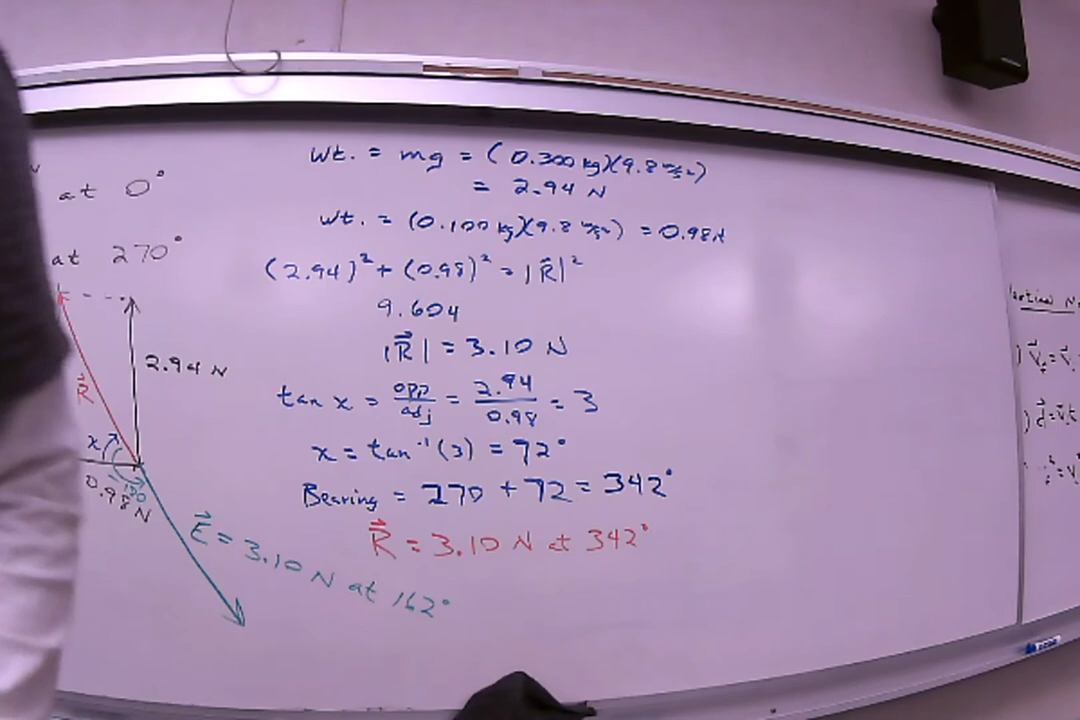 at 0°
at 270°
2.94 N
R⃗
x
180
0.98 N
E⃗ = 3.10 N at 162°
Wt. = mg = (0.300 kg)(9.8 m/s²)
= 2.94 N
Wt. = (0.100 kg)(9.8 m/s²) = 0.98 N
(2.94)² + (0.98)² = |R⃗|²
9.604
|R⃗| = 3.10 N
tan x = opp/adj = 2.94/0.98 = 3
x = tan⁻¹(3) = 72°
Bearing = 270 + 72 = 342°
R⃗ = 3.10 N at 342°